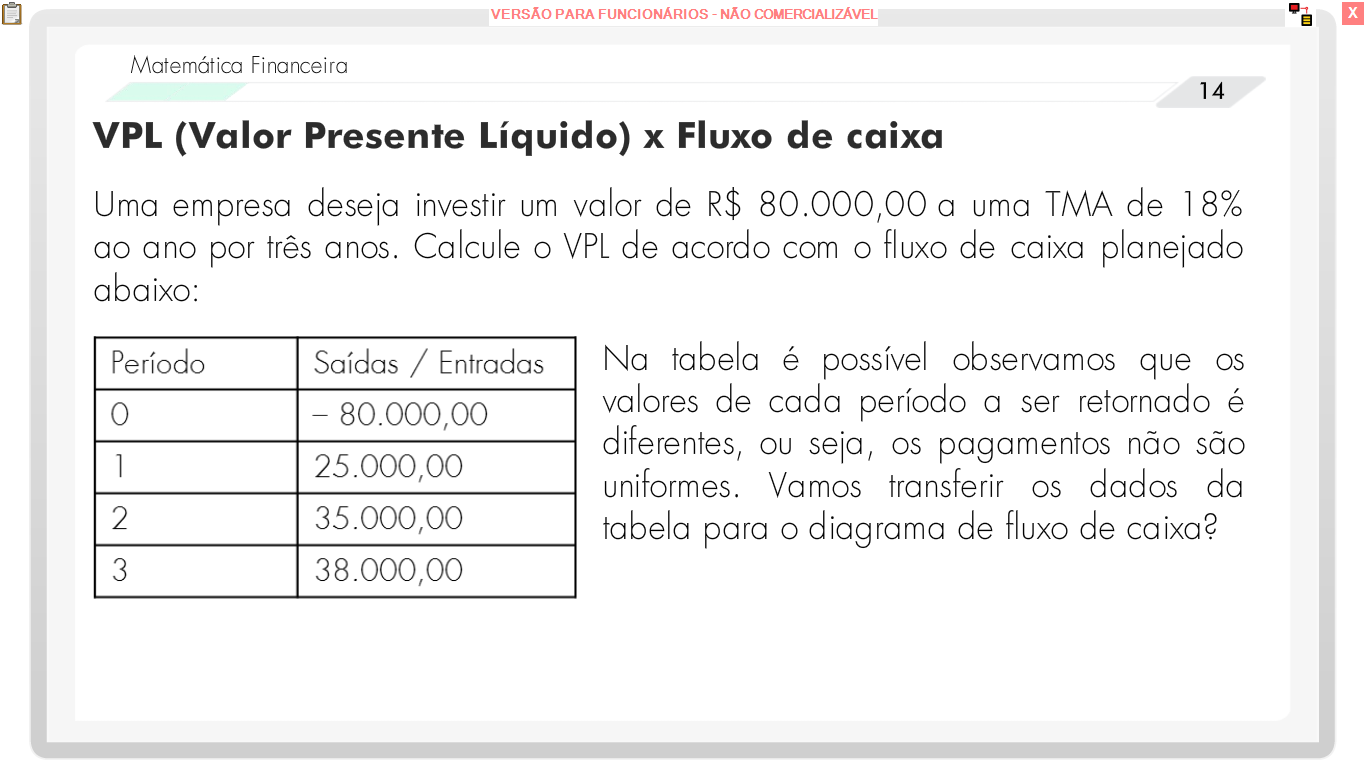 VERSÃO PARA FUNCIONÁRIOS - NÃO COMERCIALIZÁVEL
X
Matemática Financeira
14
VPL (Valor Presente Líquido) x Fluxo de caixa
Uma empresa deseja investir um valor de R$ 80.000,00 a uma TMA de 18%
ao ano por três anos. Calcule o VPL de acordo com o fluxo de caixa planejado
abaixo:
Período Saídas / Entradas
0 – 80.000,00
1 25.000,00
2 35.000,00
3 38.000,00
Na tabela é possível observamos que os
valores de cada período a ser retornado é
diferentes, ou seja, os pagamentos não são
uniformes. Vamos transferir os dados da
tabela para o diagrama de fluxo de caixa?